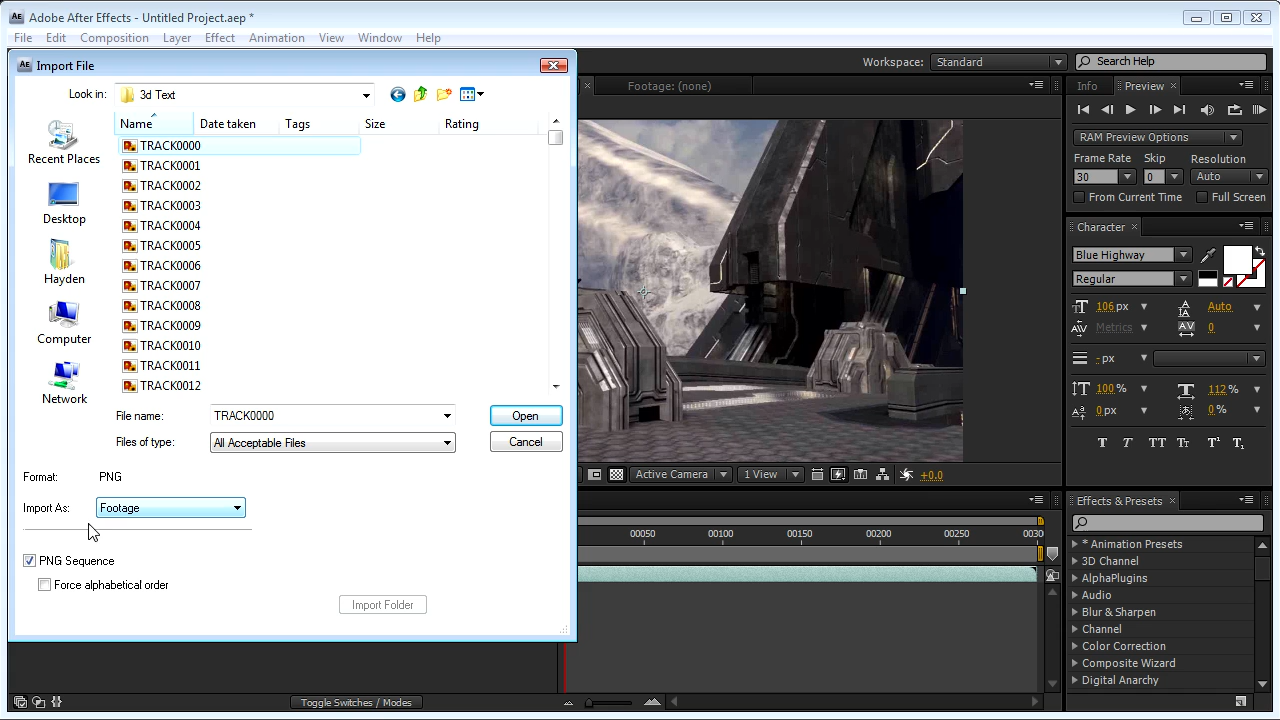 Adobe After Effects - Untitled Project.aep *
File Edit Composition Layer Effect Animation View Window Help
Import File
Workspace: Standard
Search Help
Look in: 3d Text
Footage: (none)
Info Preview ×
Name Date taken Tags Size Rating
RAM Preview Options
Recent Places
Desktop
Hayden
Computer
Network
TRACK0000
TRACK0001
TRACK0002
TRACK0003
TRACK0004
TRACK0005
TRACK0006
TRACK0007
TRACK0008
TRACK0009
TRACK0010
TRACK0011
TRACK0012
Frame Rate Skip Resolution
30 0 Auto
From Current Time Full Screen
Character ×
Blue Highway
Regular
106 px Auto
Metrics 0
- px
100 % 112 %
0 px 0 %
T T TT Tr T¹ T₁
File name: TRACK0000 Open
Files of type: All Acceptable Files Cancel
Format: PNG
Import As: Footage
PNG Sequence
Force alphabetical order
Import Folder
Active Camera 1 View +0.0
00050 00100 00150 00200 00250 0030
Effects & Presets ×
* Animation Presets
3D Channel
AlphaPlugins
Audio
Blur & Sharpen
Channel
Color Correction
Composite Wizard
Digital Anarchy
Toggle Switches / Modes